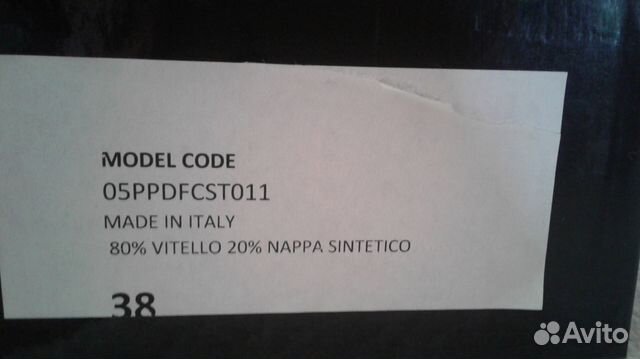 MODEL CODE
05PPDFCST011
MADE IN ITALY
80% VITELLO 20% NAPPA SINTETICO
38
Avito